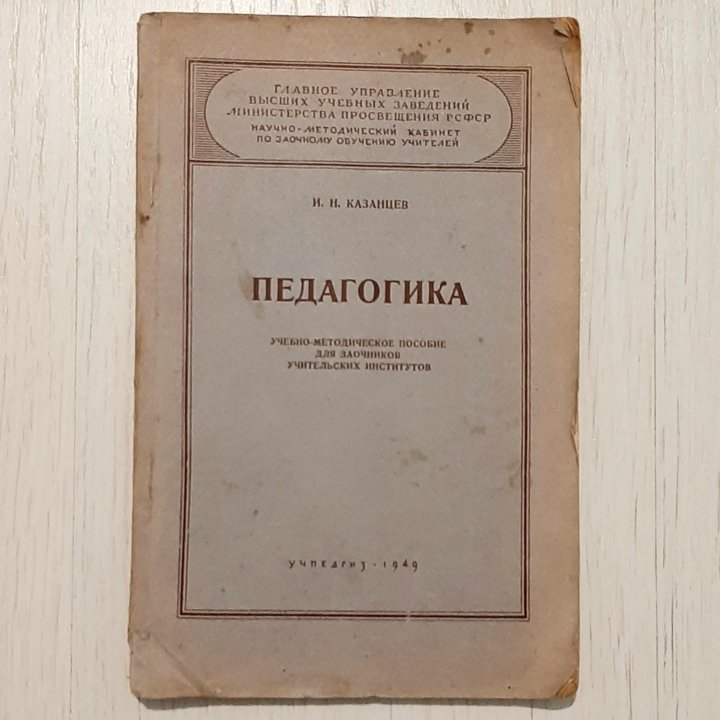 ГЛАВНОЕ УПРАВЛЕНИЕ
ВЫСШИХ УЧЕБНЫХ ЗАВЕДЕНИЙ
МИНИСТЕРСТВА ПРОСВЕЩЕНИЯ РСФСР
НАУЧНО-МЕТОДИЧЕСКИЙ КАБИНЕТ
ПО ЗАОЧНОМУ ОБУЧЕНИЮ УЧИТЕЛЕЙ
И. Н. КАЗАНЦЕВ
ПЕДАГОГИКА
УЧЕБНО-МЕТОДИЧЕСКОЕ ПОСОБИЕ
ДЛЯ ЗАОЧНИКОВ
УЧИТЕЛЬСКИХ ИНСТИТУТОВ
УЧПЕДГИЗ · 1949